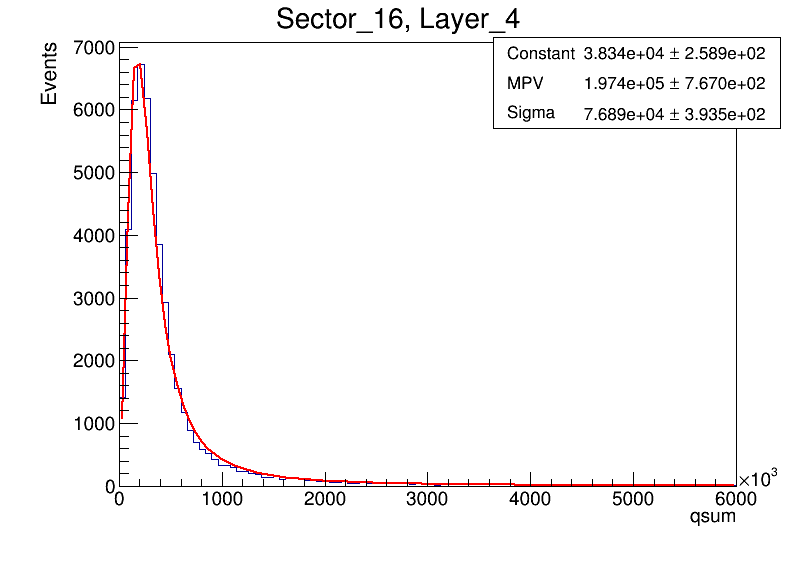 Sector_16, Layer_4
Constant 3.834e+04 ± 2.589e+02
MPV 1.974e+05 ± 7.670e+02
Sigma 7.689e+04 ± 3.935e+02
Events
7000
6000
5000
4000
3000
2000
1000
0
0 1000 2000 3000 4000 5000 6000
×10³
qsum